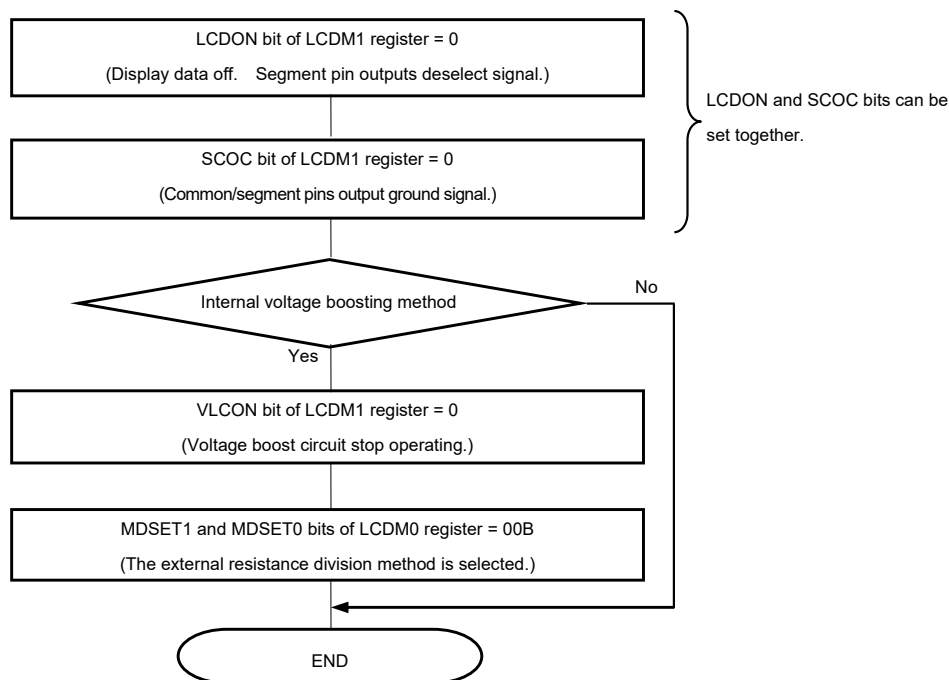 LCDON bit of LCDM1 register = 0
(Display data off. Segment pin outputs deselect signal.)
LCDON and SCOC bits can be
set together.
SCOC bit of LCDM1 register = 0
(Common/segment pins output ground signal.)
Internal voltage boosting method
No
Yes
VLCON bit of LCDM1 register = 0
(Voltage boost circuit stop operating.)
MDSET1 and MDSET0 bits of LCDM0 register = 00B
(The external resistance division method is selected.)
END